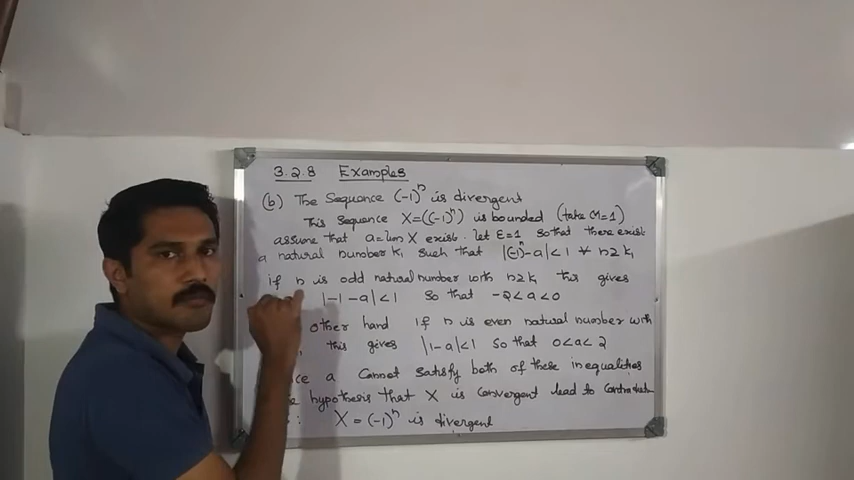 3.2.8 Examples
(b) The Sequence (-1)ⁿ is divergent
This sequence X=((-1)ⁿ) is bounded (take M=1)
assume that a=lim X exist. let ε=1 so that there exist
a natural number K₁ such that |(-1)ⁿ-a|<1 ∀ n≥K₁
if n is odd natural number with n≥K₁ this gives
|-1-a|<1 so that -2<a<0
other hand if n is even natural number with
this gives |1-a|<1 so that 0<a<2
a cannot satisfy both of these inequalities
hypothesis that X is convergent lead to
X=(-1)ⁿ is divergent